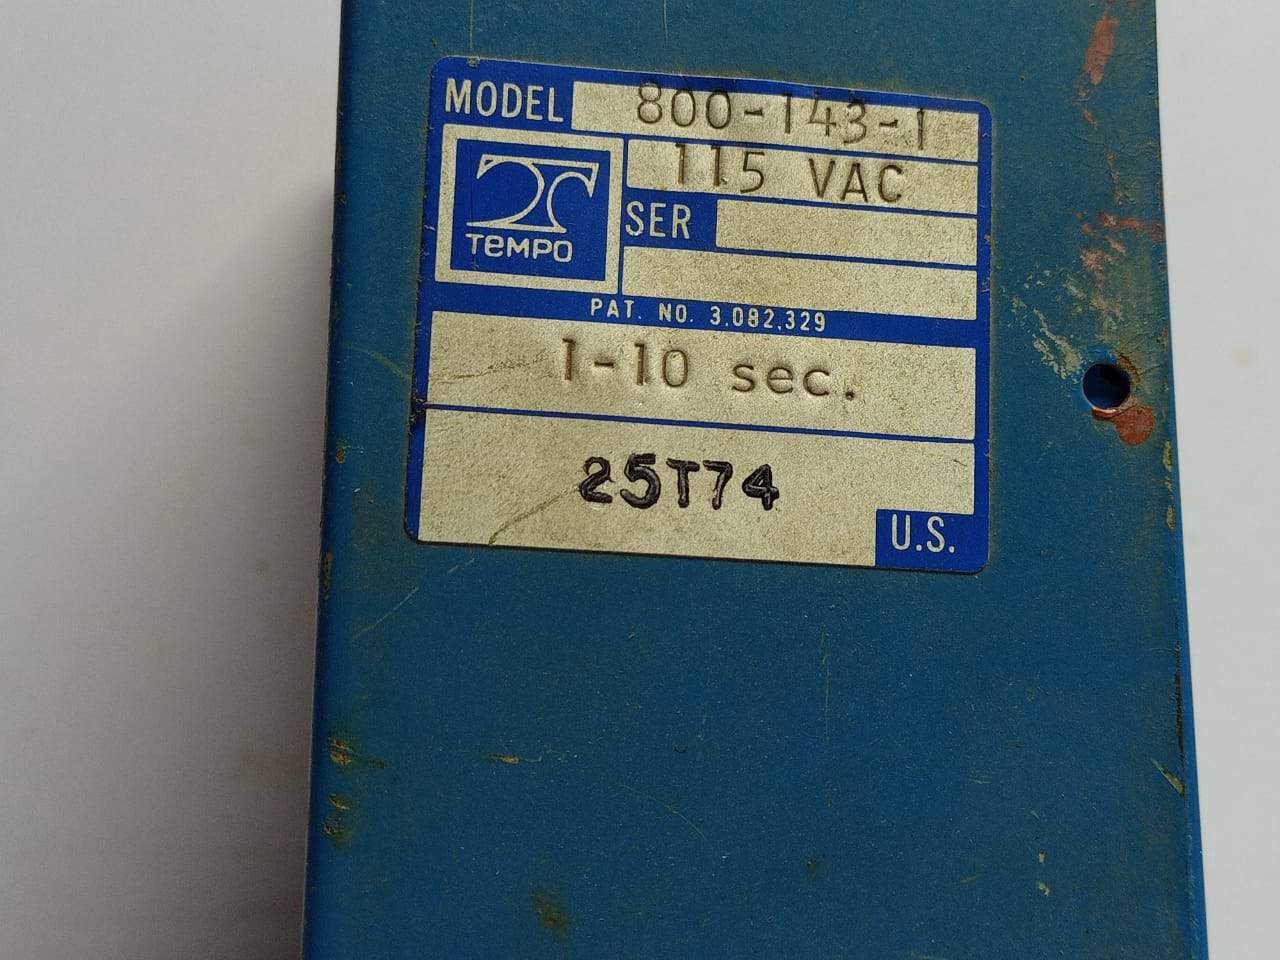 MODEL 800-143-1
115 VAC
TEMPO
SER
PAT. NO. 3,082,329
1-10 sec.
25T74
U.S.